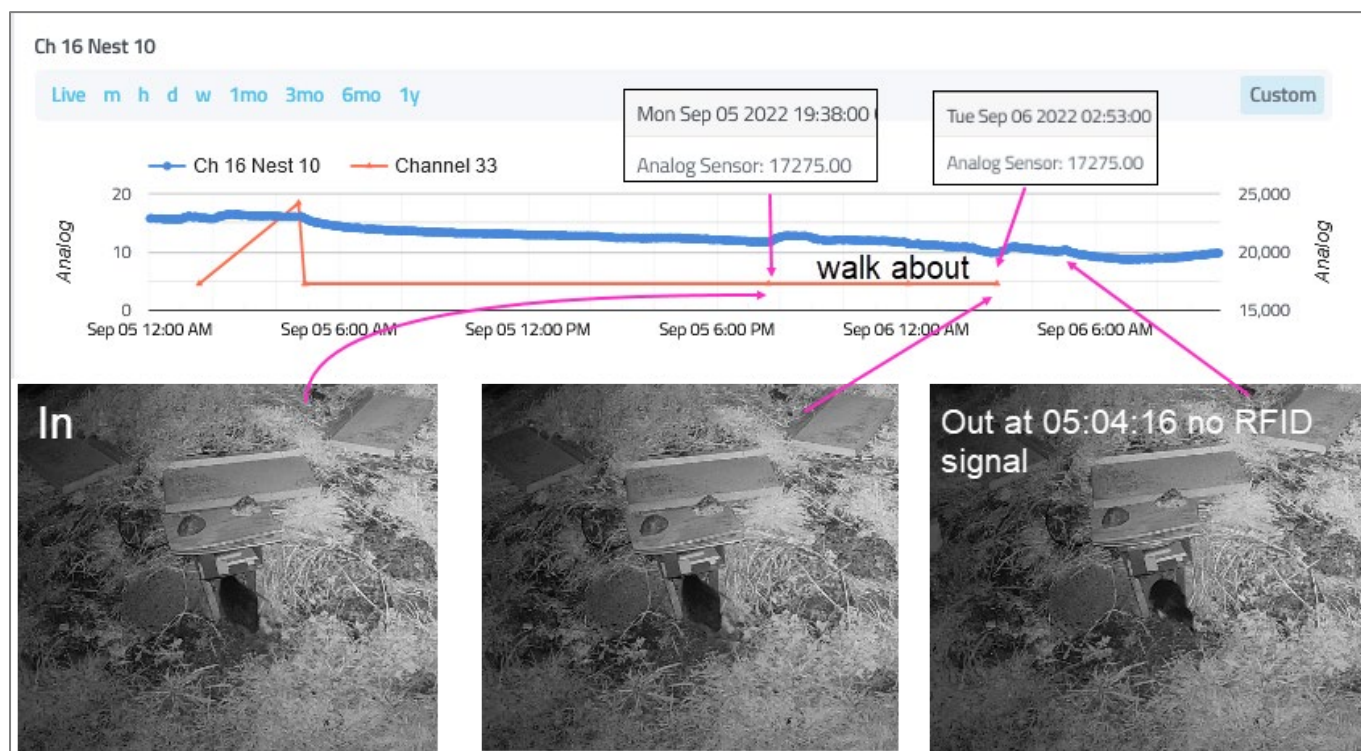 Ch 16 Nest 10
Live m h d w 1mo 3mo 6mo 1y
Custom
Mon Sep 05 2022 19:38:00
Analog Sensor: 17275.00
Tue Sep 06 2022 02:53:00
Analog Sensor: 17275.00
Ch 16 Nest 10
Channel 33
20
10
0
Analog
25,000
20,000
15,000
Analog
walk about
Sep 05 12:00 AM
Sep 05 6:00 AM
Sep 05 12:00 PM
Sep 05 6:00 PM
Sep 06 12:00 AM
Sep 06 6:00 AM
In
Out at 05:04:16 no RFID
signal